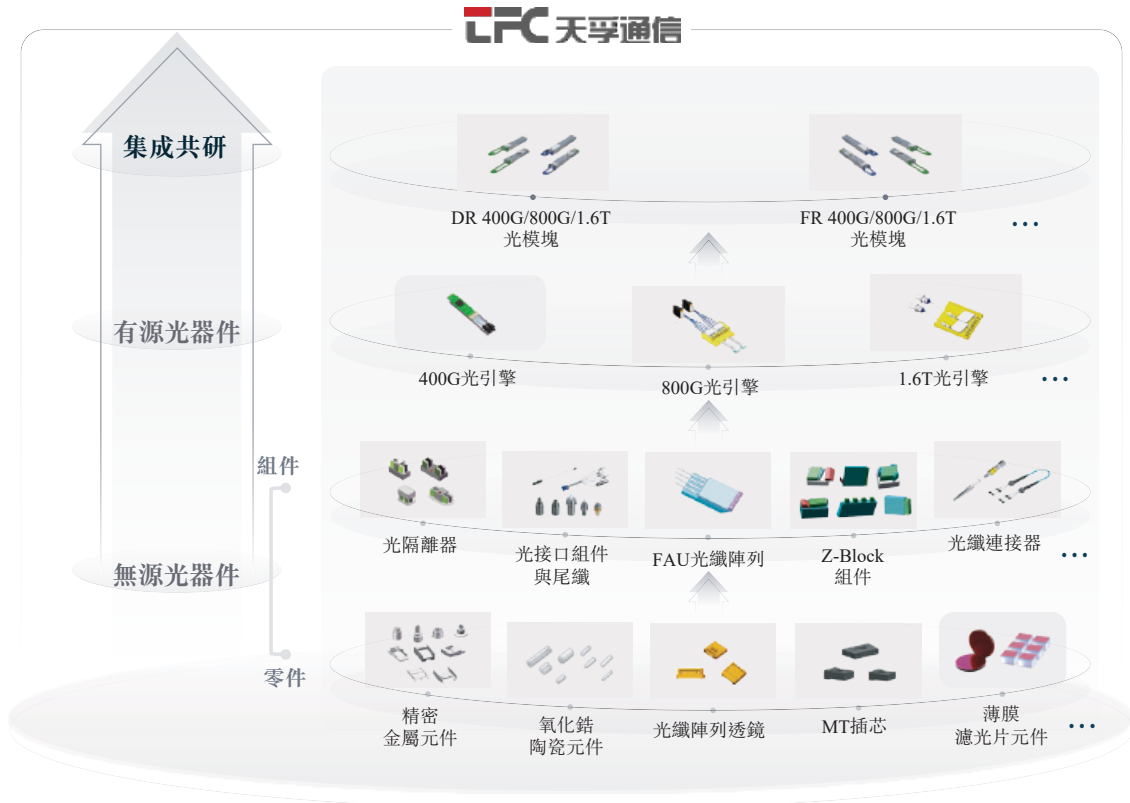 TFC 天孚通信
集成共研
DR 400G/800G/1.6T
光模塊
FR 400G/800G/1.6T
光模塊
...
有源光器件
400G光引擎
800G光引擎
1.6T光引擎
...
組件
無源光器件
光隔離器
光接口組件
與尾纖
FAU光纖陣列
Z-Block
組件
光纖連接器
...
零件
精密
金屬元件
氧化鋯
陶瓷元件
光纖陣列透鏡
MT插芯
薄膜
濾光片元件
...